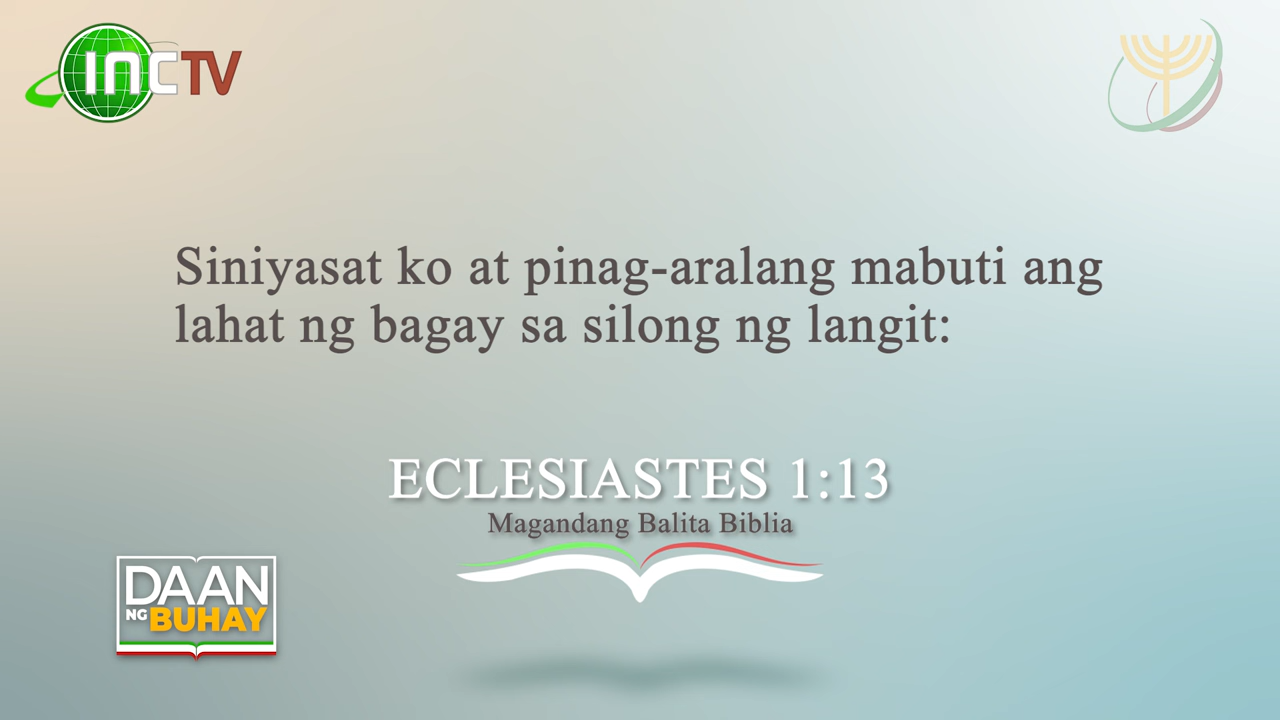 INCTV
Siniyasat ko at pinag-aralang mabuti ang
lahat ng bagay sa silong ng langit:
ECLESIASTES 1:13
Magandang Balita Biblia
DAAN
NG BUHAY